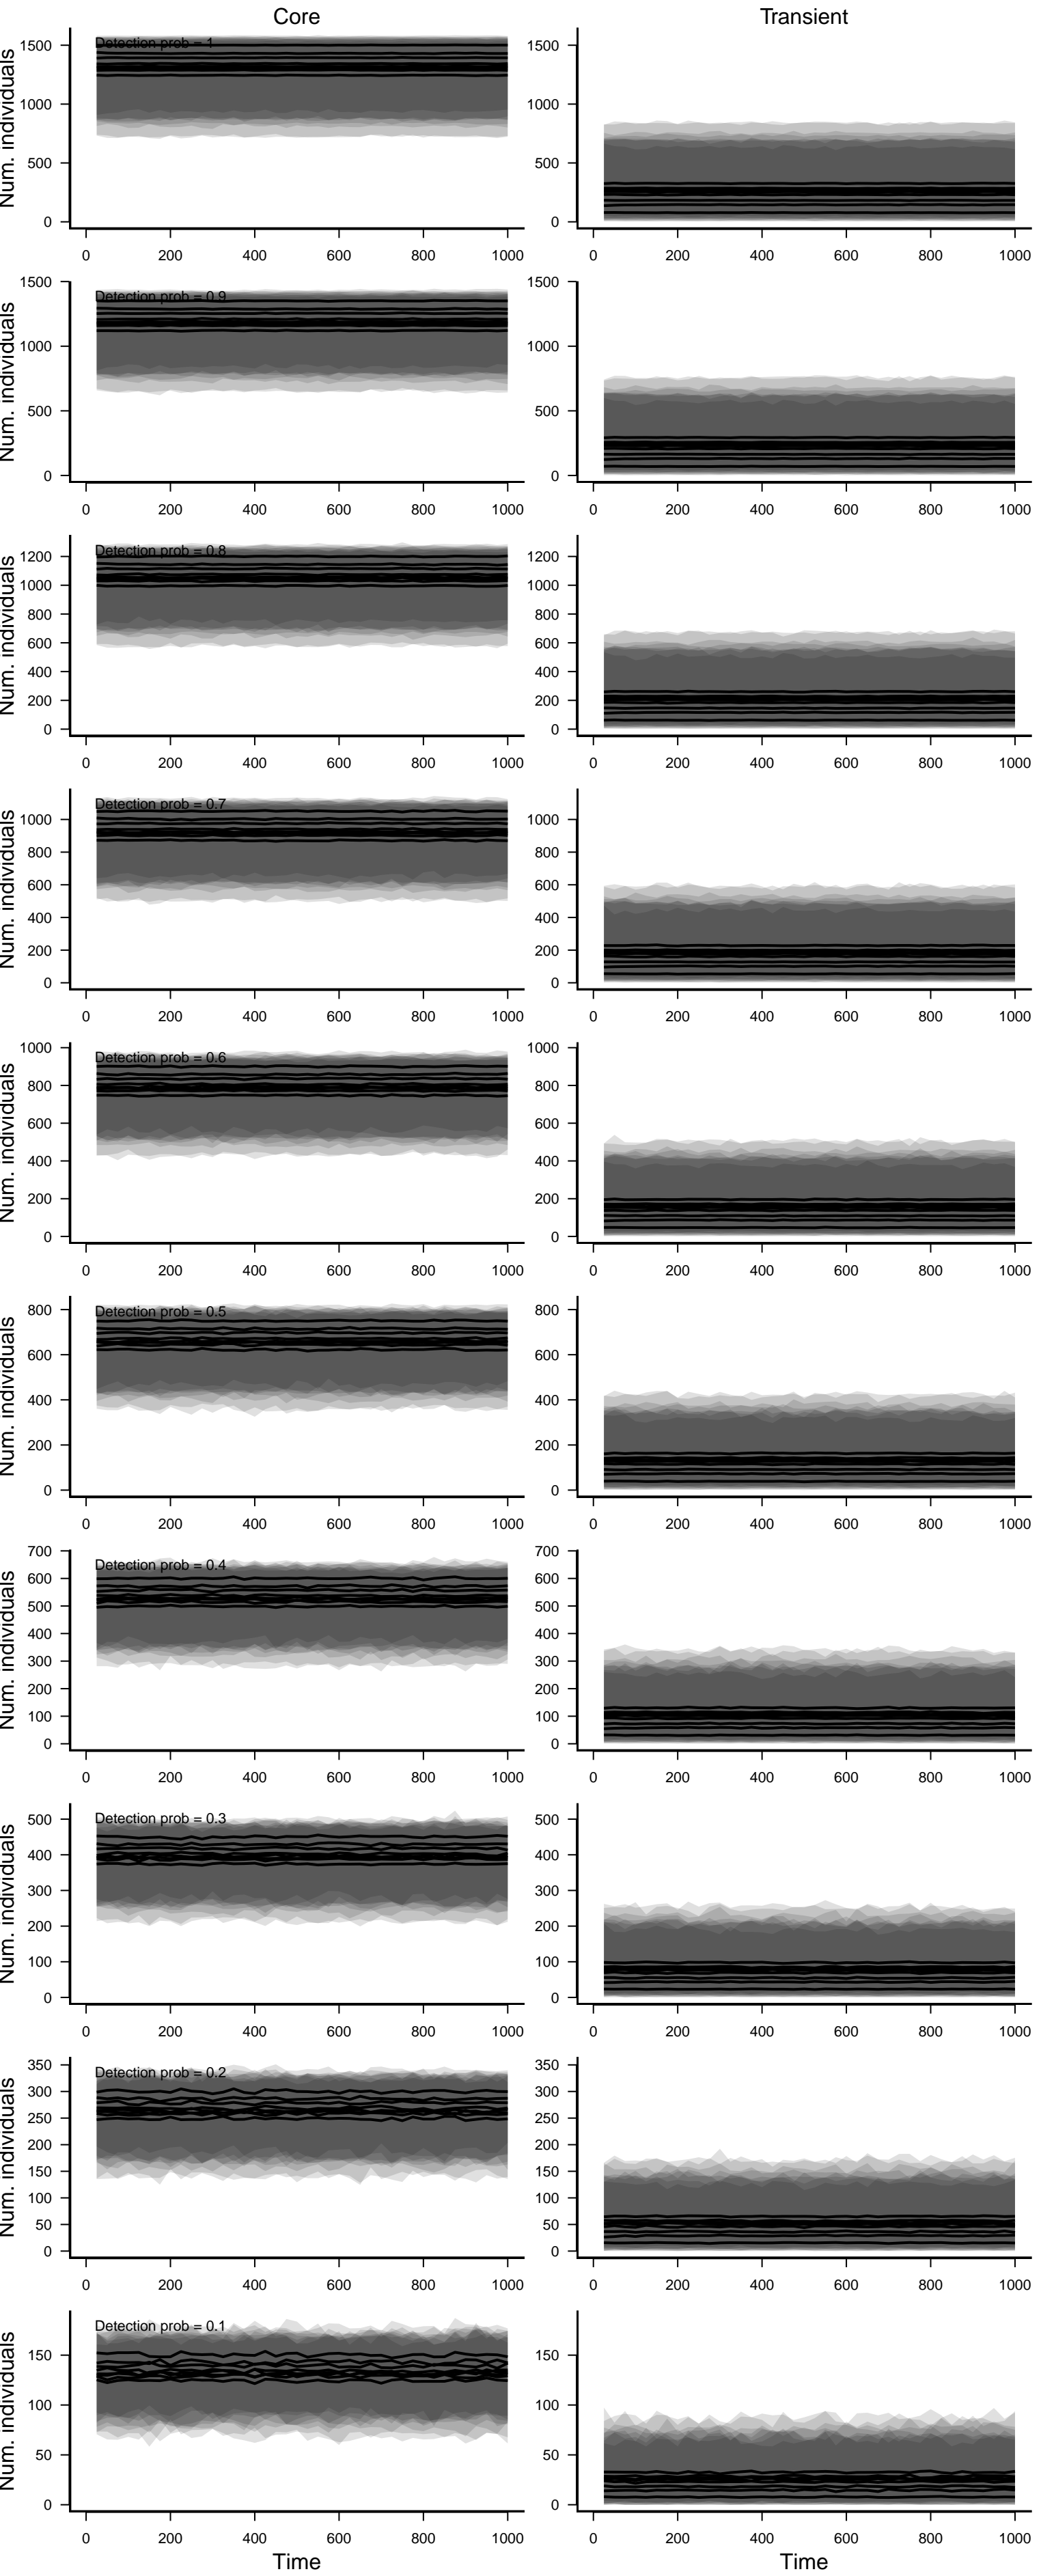 Core Transient
Num. individuals
Detection prob = 1
1500 1500
1000 1000
500 500
0 0
0 200 400 600 800 1000 0 200 400 600 800 1000
Num. individuals
Detection prob = 0.9
1500 1500
1000 1000
500 500
0 0
0 200 400 600 800 1000 0 200 400 600 800 1000
Num. individuals
Detection prob = 0.8
1200 1200
1000 1000
800 800
600 600
400 400
200 200
0 0
0 200 400 600 800 1000 0 200 400 600 800 1000
Num. individuals
Detection prob = 0.7
1000 1000
800 800
600 600
400 400
200 200
0 0
0 200 400 600 800 1000 0 200 400 600 800 1000
Num. individuals
Detection prob = 0.6
1000 1000
800 800
600 600
400 400
200 200
0 0
0 200 400 600 800 1000 0 200 400 600 800 1000
Num. individuals
Detection prob = 0.5
800 800
600 600
400 400
200 200
0 0
0 200 400 600 800 1000 0 200 400 600 800 1000
Num. individuals
Detection prob = 0.4
700 700
600 600
500 500
400 400
300 300
200 200
100 100
0 0
0 200 400 600 800 1000 0 200 400 600 800 1000
Num. individuals
Detection prob = 0.3
500 500
400 400
300 300
200 200
100 100
0 0
0 200 400 600 800 1000 0 200 400 600 800 1000
Num. individuals
Detection prob = 0.2
350 350
300 300
250 250
200 200
150 150
100 100
50 50
0 0
0 200 400 600 800 1000 0 200 400 600 800 1000
Num. individuals
Detection prob = 0.1
150 150
100 100
50 50
0 0
0 200 400 600 800 1000 0 200 400 600 800 1000
Time Time